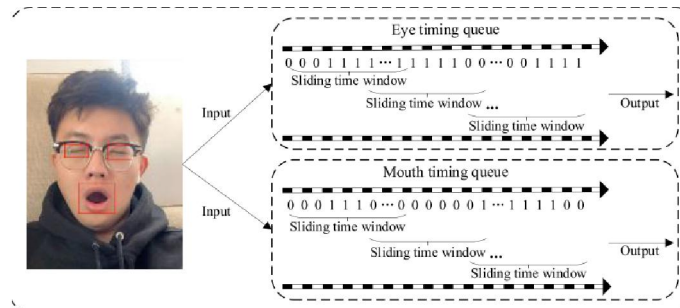 Eye timing queue
0 0 0 1 1 1 1 ··· 1 1 1 1 1 0 0 ··· 0 0 1 1 1 1
Sliding time window
Sliding time window
...
Sliding time window
Input
Output
Mouth timing queue
0 0 0 1 1 1 0 ··· 0 0 0 0 0 0 1 ··· 1 1 1 1 0 0
Sliding time window
Sliding time window
...
Sliding time window
Input
Output